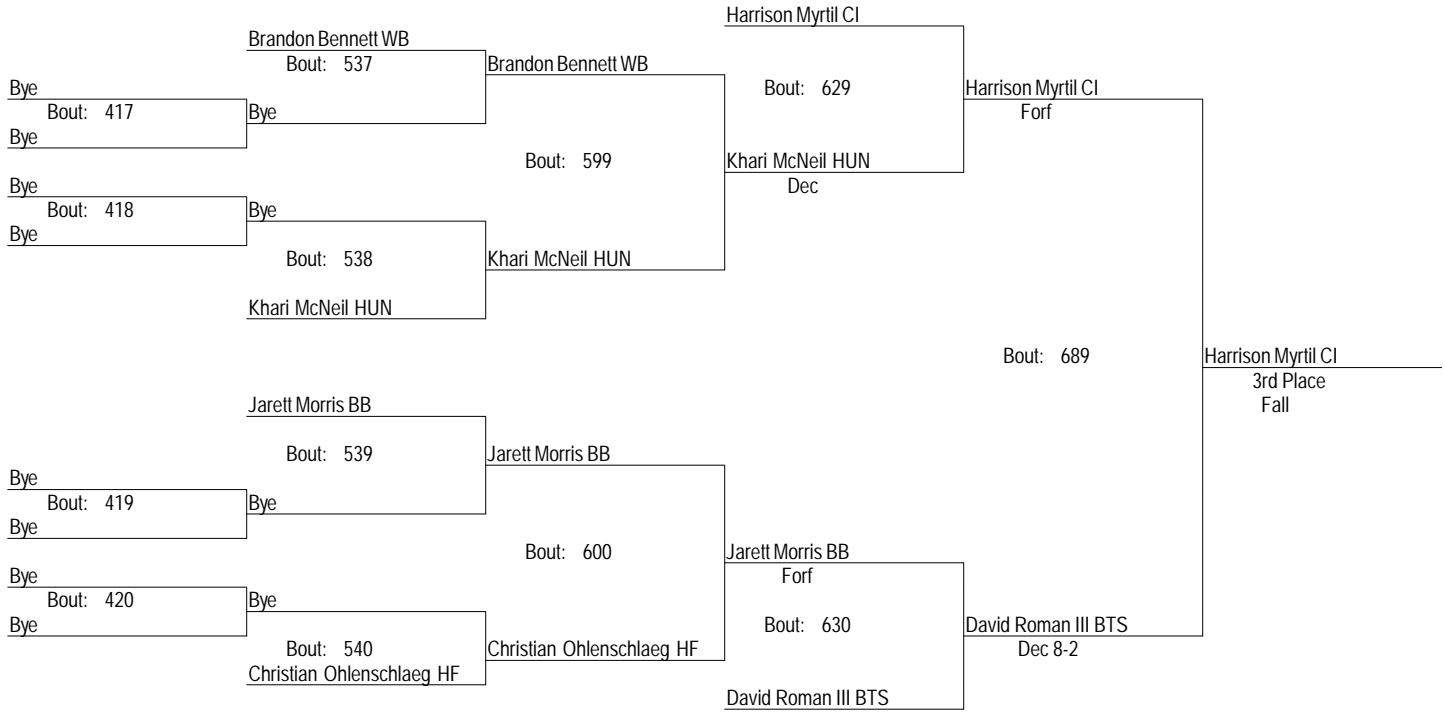 Harrison Myrtil CI
Brandon Bennett WB
Bout: 537
Brandon Bennett WB
Bye
Bout: 417
Bye
Bye
Bout: 629
Harrison Myrtil CI
Forf
Bout: 599
Khari McNeil HUN
Dec
Bye
Bout: 418
Bye
Bye
Bout: 538
Khari McNeil HUN
Khari McNeil HUN
Bout: 689
Harrison Myrtil CI
3rd Place
Fall
Jarett Morris BB
Bout: 539
Jarett Morris BB
Bye
Bout: 419
Bye
Bye
Bout: 600
Jarett Morris BB
Forf
Bye
Bout: 420
Bye
Bye
Bout: 540
Christian Ohlenschlaeg HF
Christian Ohlenschlaeg HF
Bout: 630
David Roman III BTS
Dec 8-2
David Roman III BTS